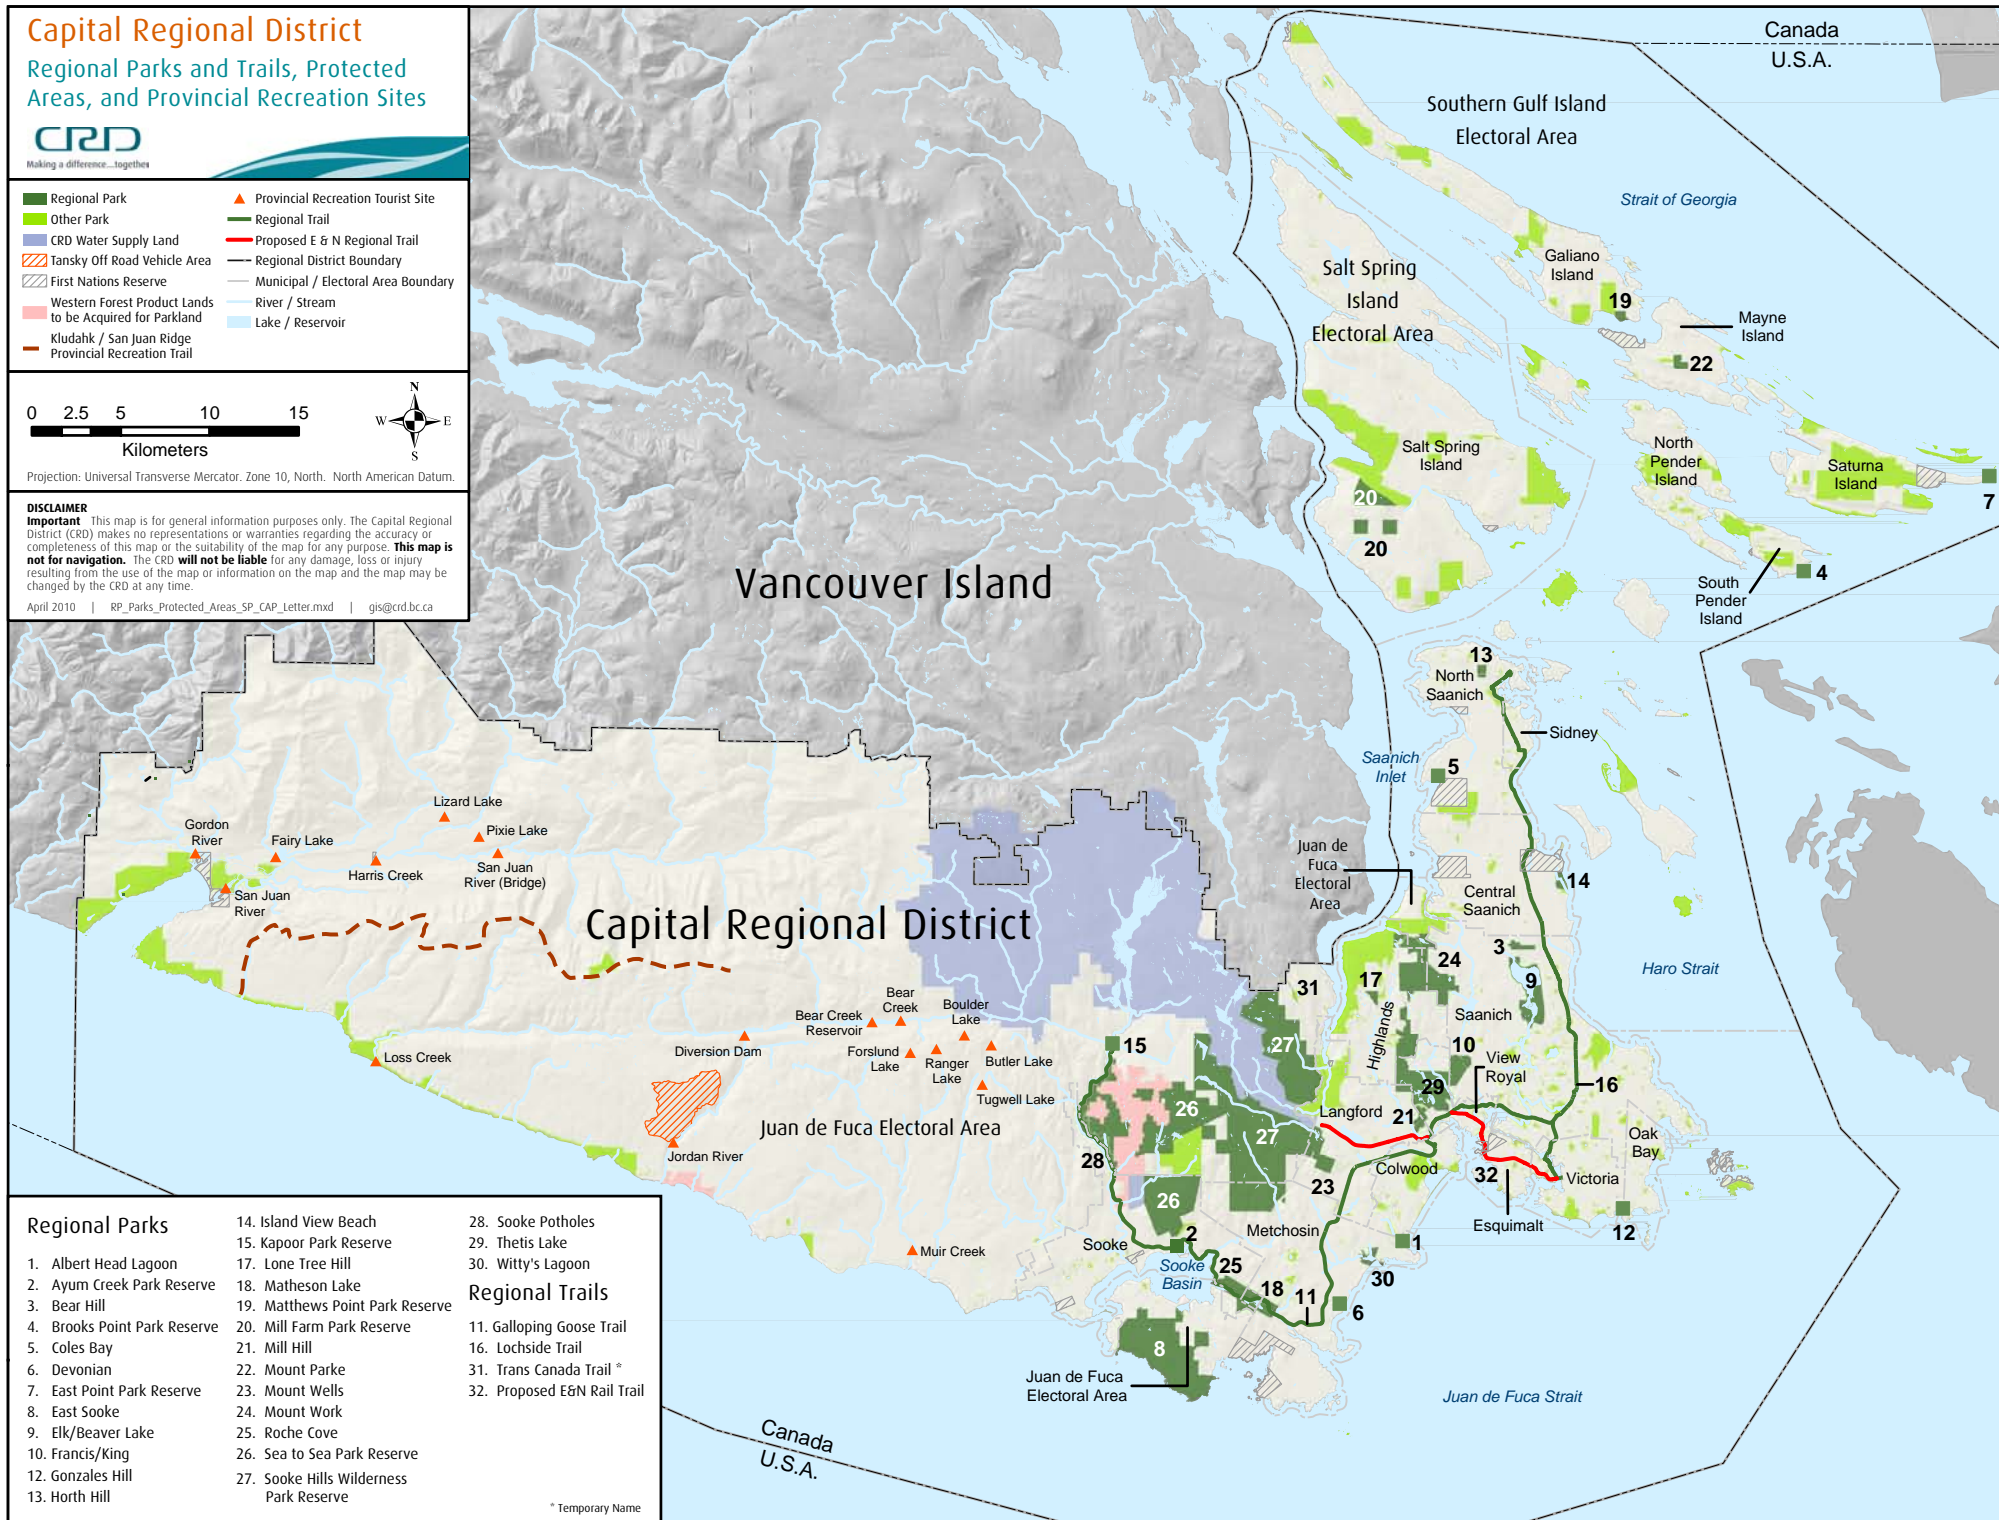 Capital Regional District
Regional Parks and Trails, Protected
Areas, and Provincial Recreation Sites
CRD
Making a difference...together
Regional Park
Other Park
CRD Water Supply Land
Tansky Off Road Vehicle Area
First Nations Reserve
Western Forest Product Lands
to be Acquired for Parkland
Kludahk / San Juan Ridge
Provincial Recreation Trail
Provincial Recreation Tourist Site
Regional Trail
Proposed E & N Regional Trail
Regional District Boundary
Municipal / Electoral Area Boundary
River / Stream
Lake / Reservoir
0 2.5 5 10 15
Kilometers
N
W E
S
Projection: Universal Transverse Mercator. Zone 10, North. North American Datum.
DISCLAIMER
Important This map is for general information purposes only. The Capital Regional
District (CRD) makes no representations or warranties regarding the accuracy or
completeness of this map or the suitability of the map for any purpose. This map is
not for navigation. The CRD will not be liable for any damage, loss or injury
resulting from the use of the map or information on the map and the map may be
changed by the CRD at any time.
April 2010 | RP_Parks_Protected_Areas_SP_CAP_Letter.mxd | gis@crd.bc.ca
Canada
U.S.A.
Southern Gulf Island
Electoral Area
Strait of Georgia
Galiano
Island
19
Salt Spring
Island
Electoral Area
Mayne
Island
22
Salt Spring
Island
North
Pender
Island
Saturna
Island
7
20
20
4
South
Pender
Island
Vancouver Island
13
North
Saanich
Sidney
Saanich
Inlet
5
Juan de
Fuca
Electoral
Area
14
Central
Saanich
3
24
9
17
31
Haro Strait
Saanich
Highlands
10
View
Royal
29
16
21
Langford
27
27
26
26
Oak
Bay
Colwood
32
Victoria
Esquimalt
12
23
Metchosin
1
30
6
11
18
25
2
Sooke
Sooke
Basin
28
15
8
Juan de Fuca
Electoral Area
Juan de Fuca Strait
Gordon
River
Fairy Lake
Lizard Lake
Pixie Lake
Harris Creek
San Juan
River (Bridge)
San Juan
River
Capital Regional District
Loss Creek
Diversion Dam
Bear Creek
Reservoir
Bear
Creek
Boulder
Lake
Forslund
Lake
Ranger
Lake
Butler Lake
Tugwell Lake
Juan de Fuca Electoral Area
Jordan River
Muir Creek
Canada
U.S.A.
Regional Parks
1. Albert Head Lagoon
2. Ayum Creek Park Reserve
3. Bear Hill
4. Brooks Point Park Reserve
5. Coles Bay
6. Devonian
7. East Point Park Reserve
8. East Sooke
9. Elk/Beaver Lake
10. Francis/King
12. Gonzales Hill
13. Horth Hill
14. Island View Beach
15. Kapoor Park Reserve
17. Lone Tree Hill
18. Matheson Lake
19. Matthews Point Park Reserve
20. Mill Farm Park Reserve
21. Mill Hill
22. Mount Parke
23. Mount Wells
24. Mount Work
25. Roche Cove
26. Sea to Sea Park Reserve
27. Sooke Hills Wilderness
Park Reserve
28. Sooke Potholes
29. Thetis Lake
30. Witty's Lagoon
Regional Trails
11. Galloping Goose Trail
16. Lochside Trail
31. Trans Canada Trail *
32. Proposed E&N Rail Trail
* Temporary Name